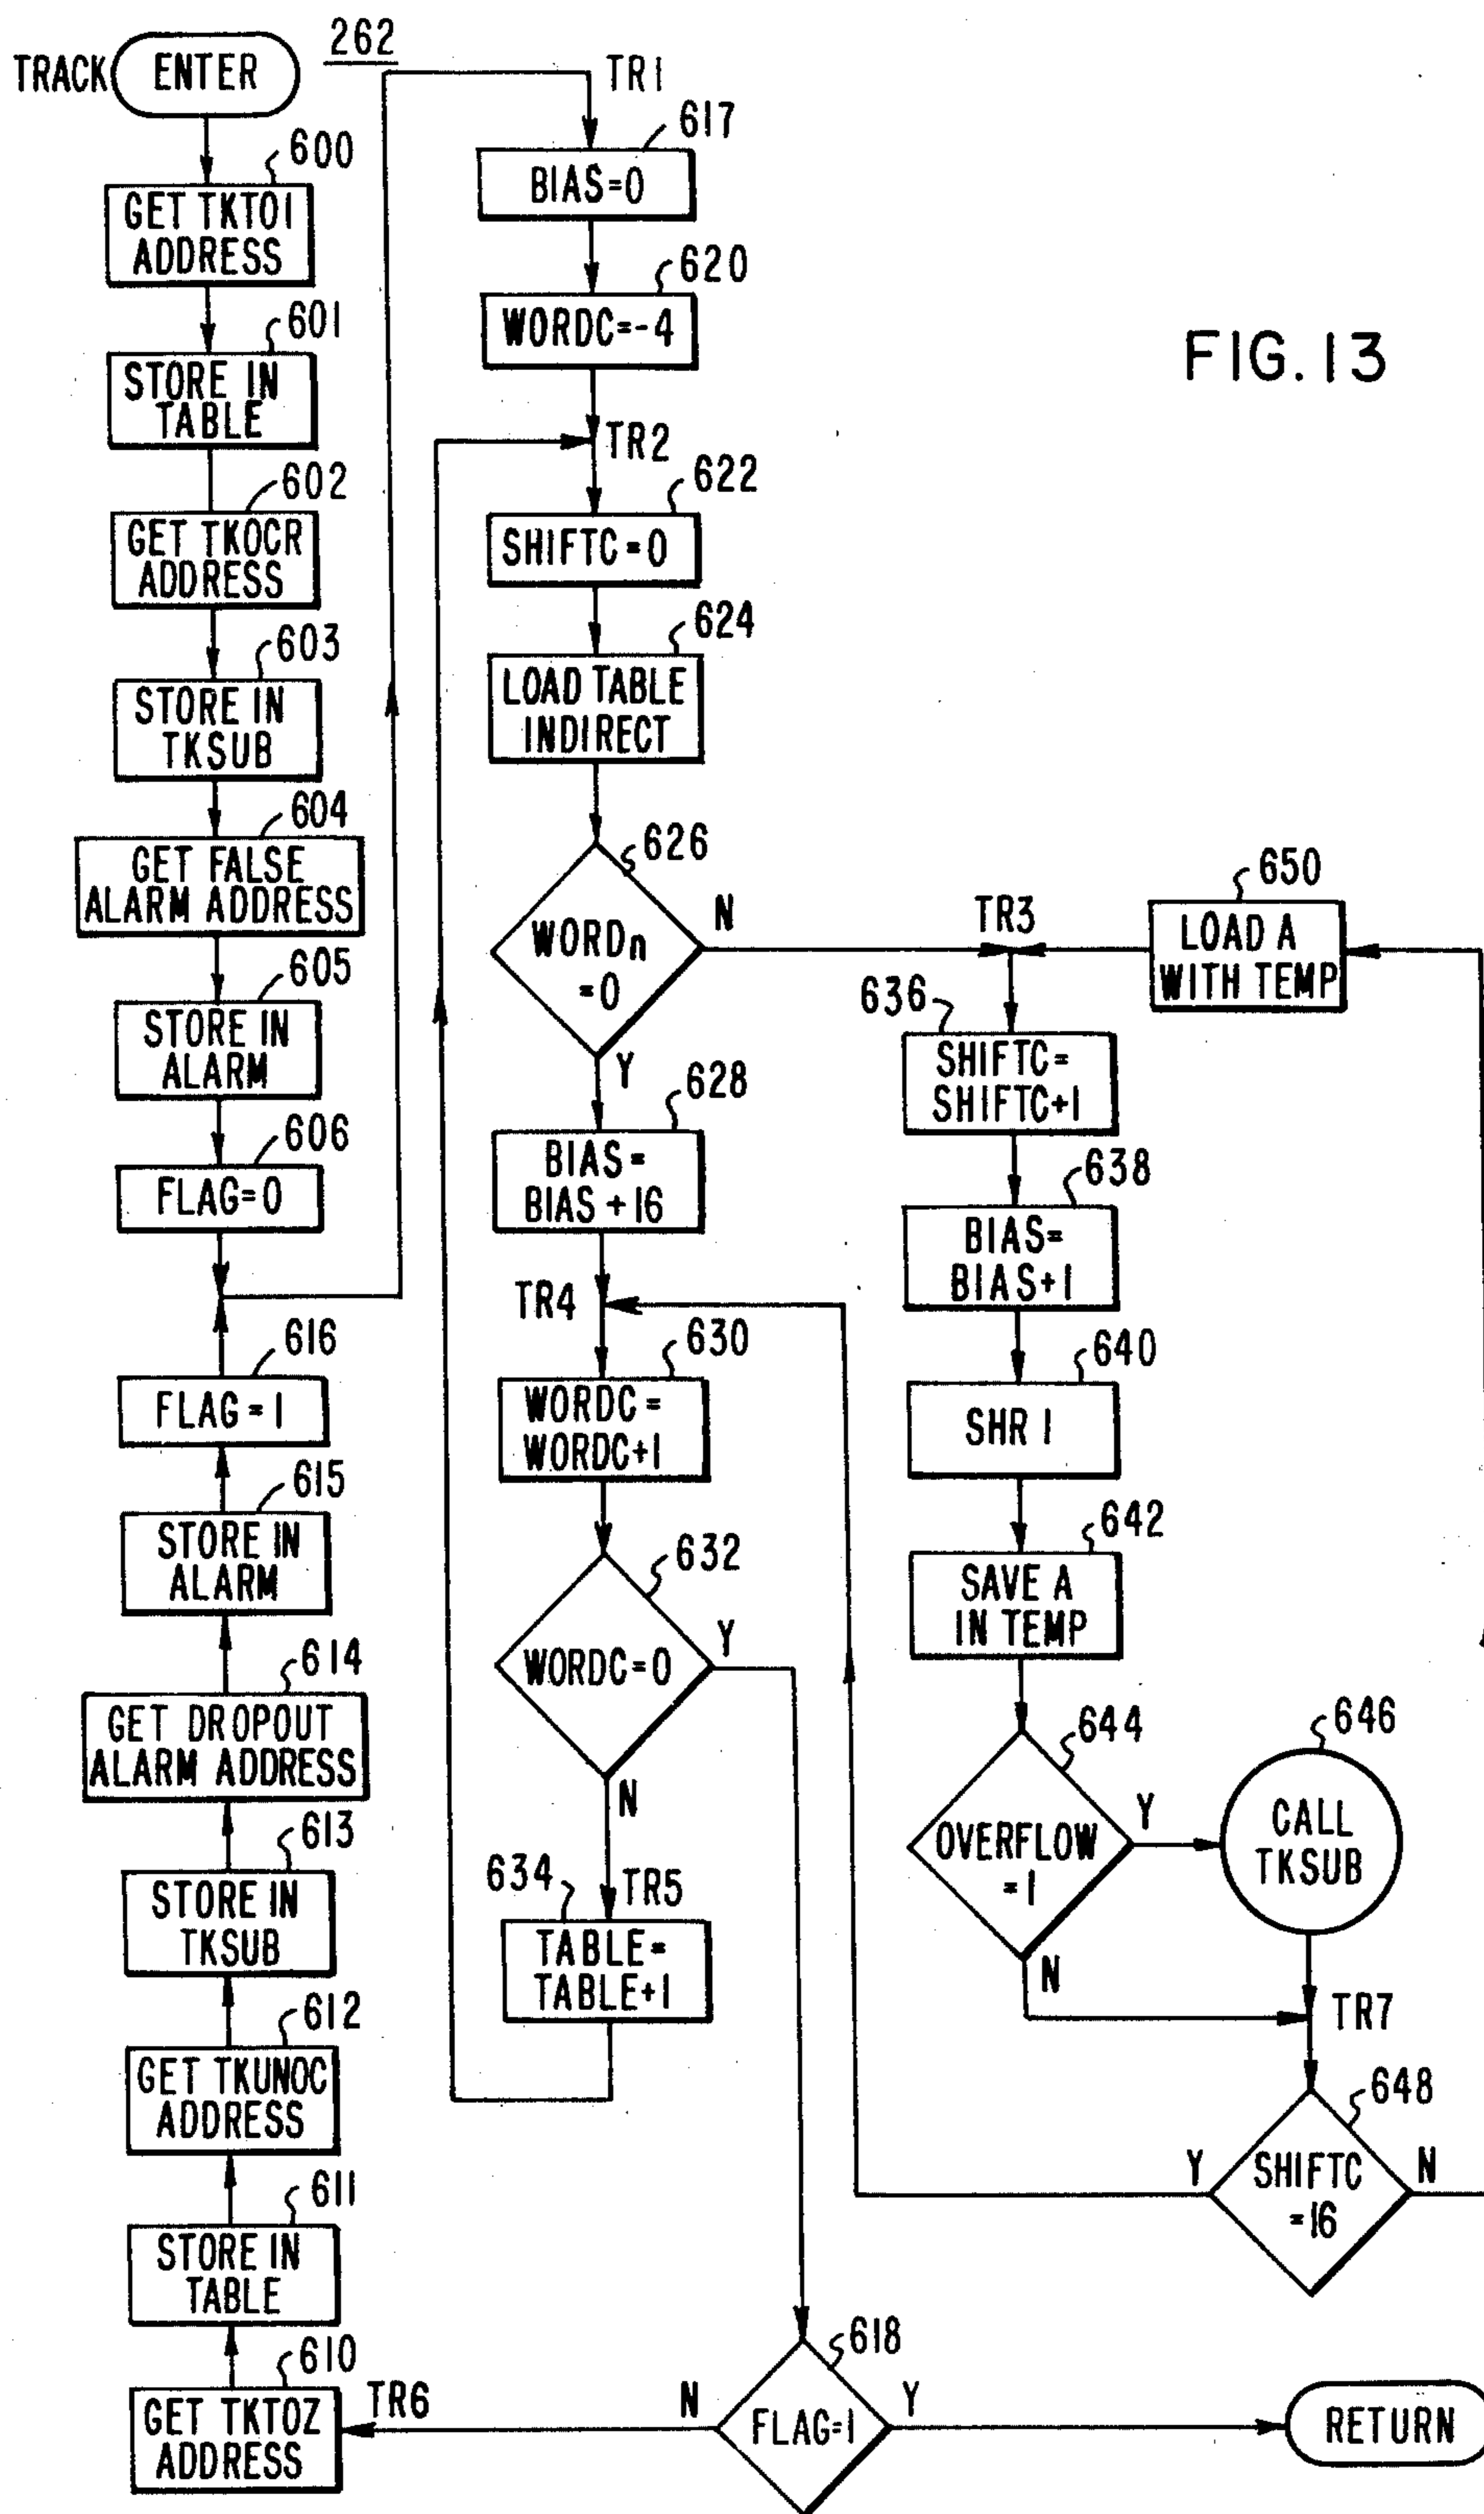 262
TRACK
ENTER
600
GET TKTO1
ADDRESS
601
STORE IN
TABLE
602
GET TKOCR
ADDRESS
603
STORE IN
TKSUB
604
GET FALSE
ALARM ADDRESS
605
STORE IN
ALARM
606
FLAG=0
616
FLAG=1
615
STORE IN
ALARM
614
GET DROPOUT
ALARM ADDRESS
613
STORE IN
TKSUB
612
GET TKUNOC
ADDRESS
611
STORE IN
TABLE
610
GET TKTOZ
ADDRESS
TR6
TR1
617
BIAS=0
620
WORDC=-4
FIG. 13
TR2
622
SHIFTC=0
624
LOAD TABLE
INDIRECT
626
WORDn
=0
N
Y
628
BIAS=
BIAS+16
TR4
630
WORDC=
WORDC+1
632
WORDC=0
Y
N
634
TR5
TABLE=
TABLE+1
TR3
650
LOAD A
WITH TEMP
636
SHIFTC=
SHIFTC+1
638
BIAS=
BIAS+1
640
SHR 1
642
SAVE A
IN TEMP
644
OVERFLOW
=1
Y
N
646
CALL
TKSUB
TR7
648
SHIFTC
=16
Y
N
618
FLAG=1
N
Y
RETURN